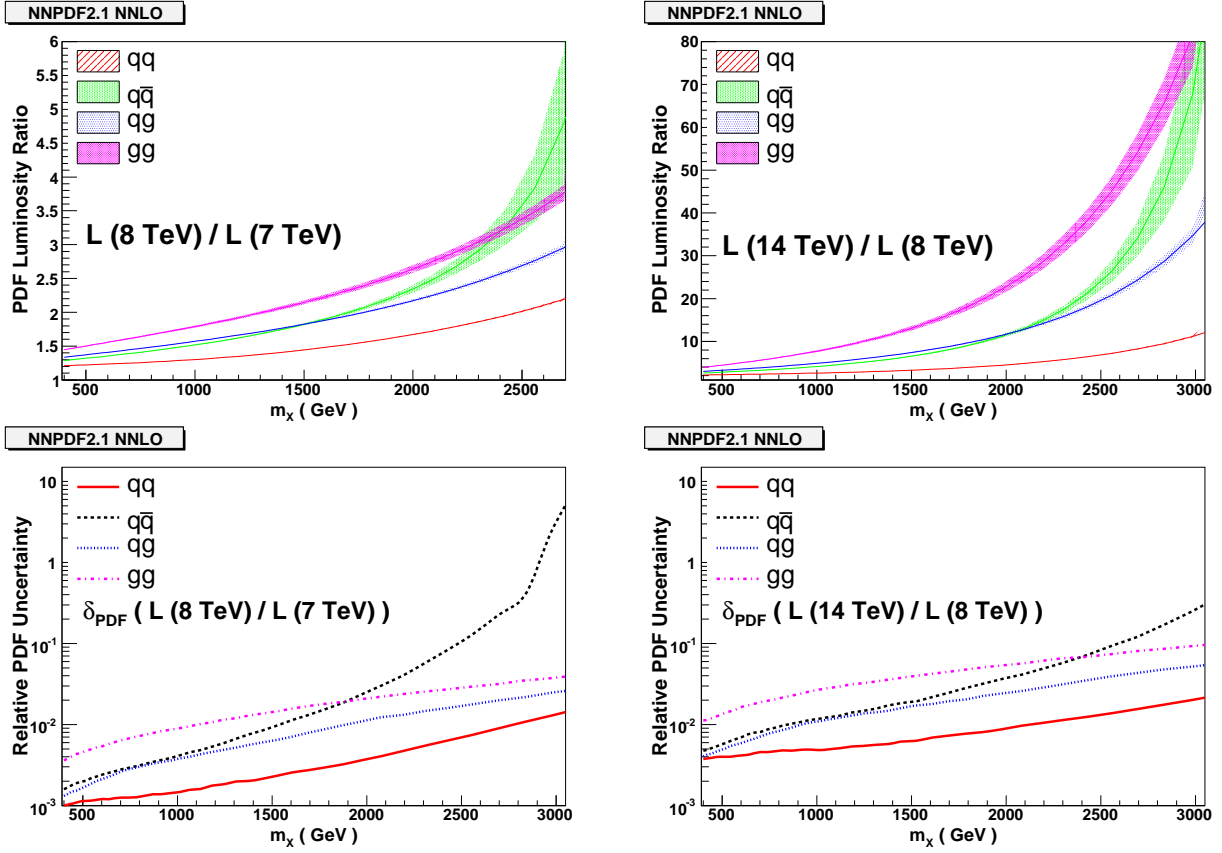 NNPDF2.1 NNLO
PDF Luminosity Ratio
6
5.5
5
4.5
4
3.5
3
2.5
2
1.5
1
qq
qq̅
qg
gg
L (8 TeV) / L (7 TeV)
500 1000 1500 2000 2500
m_X ( GeV )
NNPDF2.1 NNLO
PDF Luminosity Ratio
80
70
60
50
40
30
20
10
qq
qq̅
qg
gg
L (14 TeV) / L (8 TeV)
500 1000 1500 2000 2500 3000
m_X ( GeV )
NNPDF2.1 NNLO
Relative PDF Uncertainty
10
1
10⁻¹
10⁻²
10⁻³
qq
qq̅
qg
gg
δ_PDF ( L (8 TeV) / L (7 TeV) )
500 1000 1500 2000 2500 3000
m_X ( GeV )
NNPDF2.1 NNLO
Relative PDF Uncertainty
10
1
10⁻¹
10⁻²
10⁻³
qq
qq̅
qg
gg
δ_PDF ( L (14 TeV) / L (8 TeV) )
500 1000 1500 2000 2500 3000
m_X ( GeV )